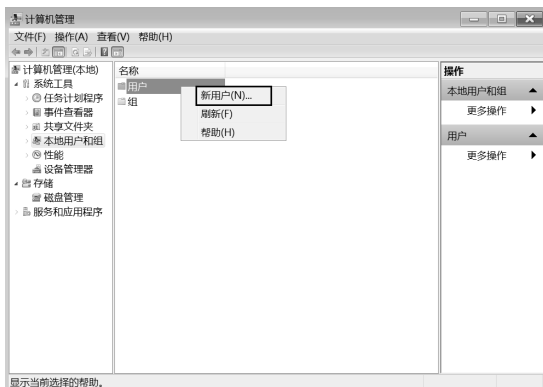 计算机管理
文件(F) 操作(A) 查看(V) 帮助(H)
计算机管理(本地)
系统工具
任务计划程序
事件查看器
共享文件夹
本地用户和组
性能
设备管理器
存储
磁盘管理
服务和应用程序
名称
用户
组
新用户(N)...
刷新(F)
帮助(H)
操作
本地用户和组
更多操作
用户
更多操作
显示当前选择的帮助。